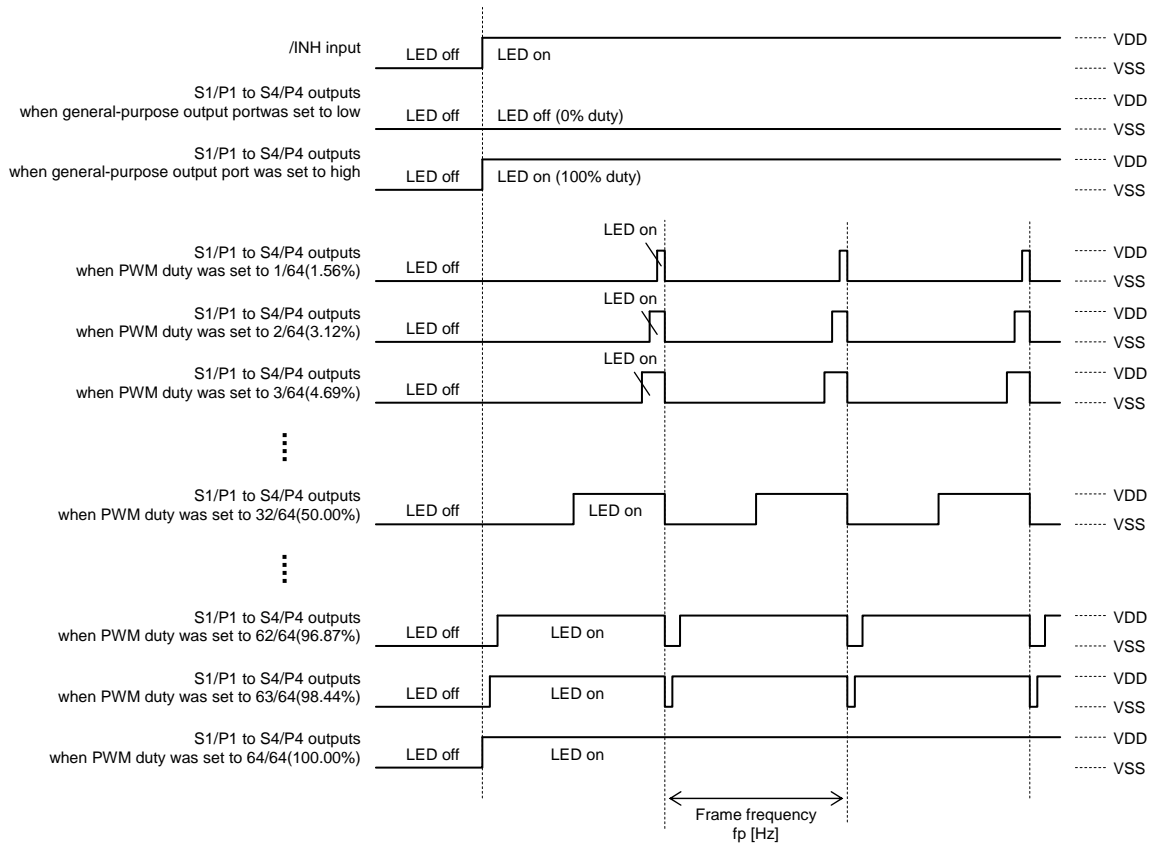 /INH input
LED off
LED on
VDD
VSS
S1/P1 to S4/P4 outputs
when general-purpose output portwas set to low
LED off
LED off (0% duty)
VDD
VSS
S1/P1 to S4/P4 outputs
when general-purpose output port was set to high
LED off
LED on (100% duty)
VDD
VSS
S1/P1 to S4/P4 outputs
when PWM duty was set to 1/64(1.56%)
LED off
LED on
VDD
VSS
S1/P1 to S4/P4 outputs
when PWM duty was set to 2/64(3.12%)
LED off
LED on
VDD
VSS
S1/P1 to S4/P4 outputs
when PWM duty was set to 3/64(4.69%)
LED off
LED on
VDD
VSS
S1/P1 to S4/P4 outputs
when PWM duty was set to 32/64(50.00%)
LED off
LED on
VDD
VSS
S1/P1 to S4/P4 outputs
when PWM duty was set to 62/64(96.87%)
LED off
LED on
VDD
VSS
S1/P1 to S4/P4 outputs
when PWM duty was set to 63/64(98.44%)
LED off
LED on
VDD
VSS
S1/P1 to S4/P4 outputs
when PWM duty was set to 64/64(100.00%)
LED off
LED on
VDD
VSS
Frame frequency
fp [Hz]